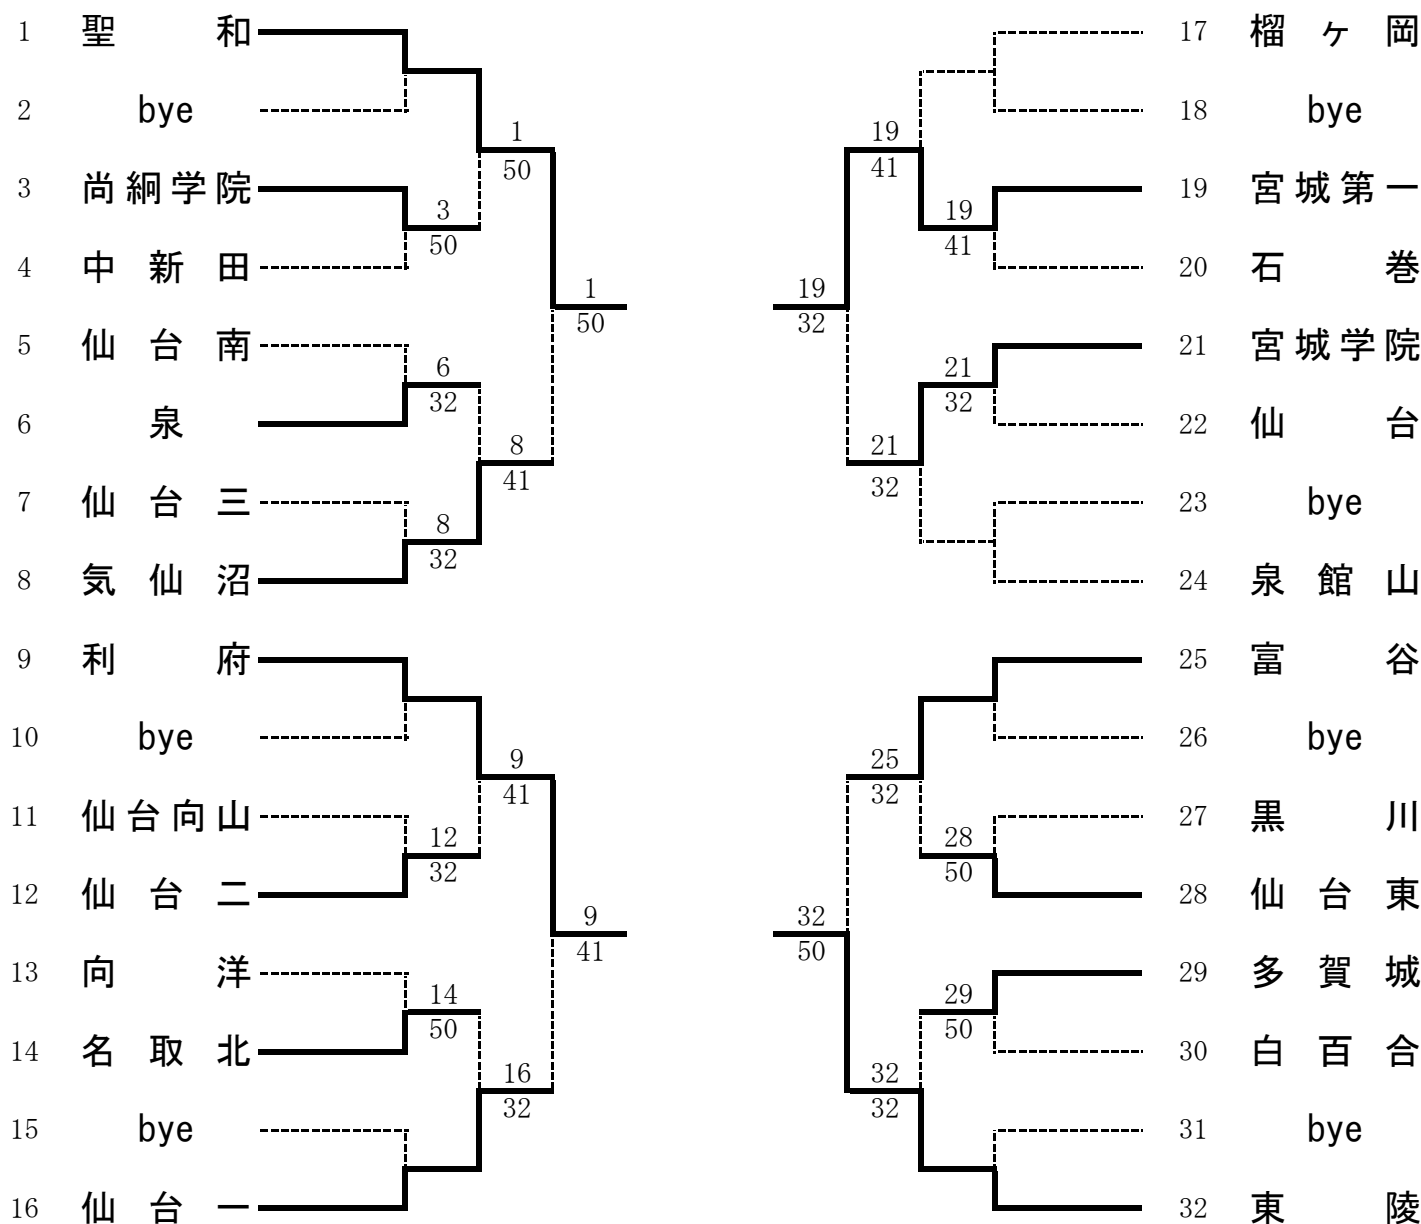 1 聖和
2 bye
3 尚絅学院
4 中新田
5 仙台南
6 泉
7 仙台三
8 気仙沼
9 利府
10 bye
11 仙台向山
12 仙台二
13 向洋
14 名取北
15 bye
16 仙台一
3
50
6
32
8
32
12
32
14
50
1
50
8
41
9
41
16
32
1
50
9
41
19
32
32
50
19
41
21
32
25
32
32
32
19
41
21
32
28
50
29
50
17 榴ヶ岡
18 bye
19 宮城第一
20 石巻
21 宮城学院
22 仙台
23 bye
24 泉館山
25 富谷
26 bye
27 黒川
28 仙台東
29 多賀城
30 白百合
31 bye
32 東陵